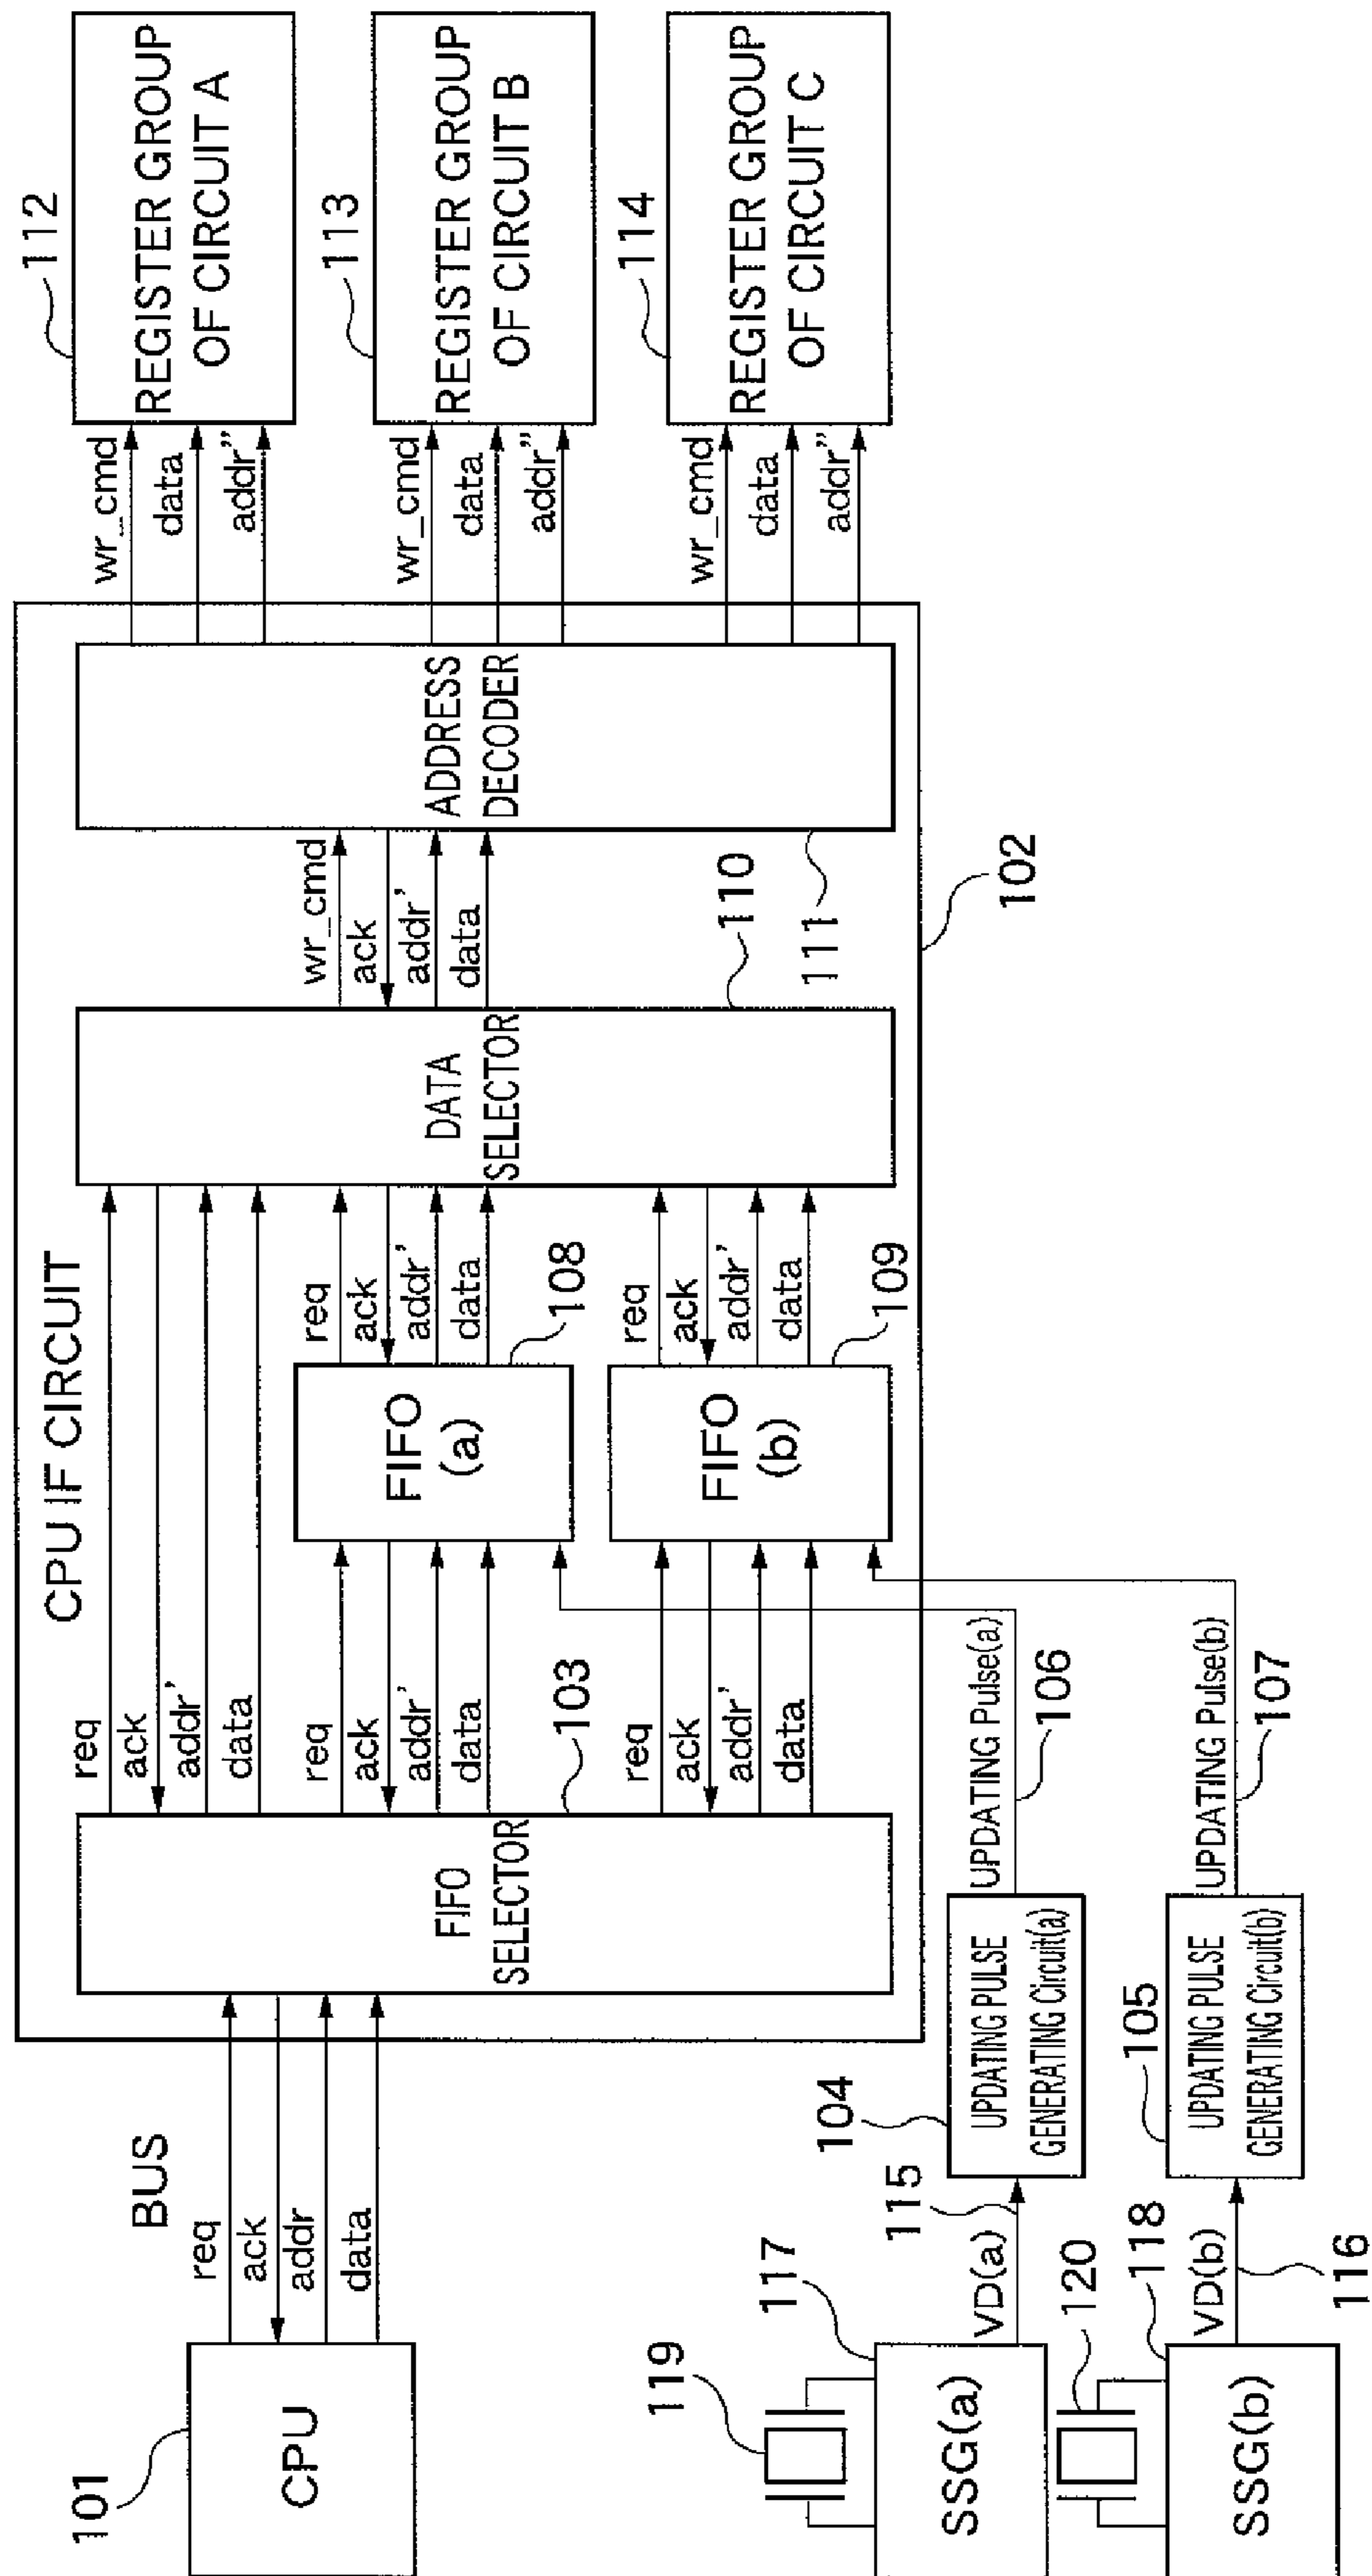 101
CPU
BUS
req
ack
addr
data
CPU IF CIRCUIT
FIFO
SELECTOR
103
req
ack
addr'
data
req
ack
addr'
data
req
ack
addr'
data
FIFO
(a)
108
FIFO
(b)
109
req
ack
addr'
data
req
ack
addr'
data
DATA
SELECTOR
110
wr_cmd
ack
addr'
data
ADDRESS
DECODER
111
102
wr_cmd
data
addr"
wr_cmd
data
addr"
wr_cmd
data
addr"
112
REGISTER GROUP
OF CIRCUIT A
113
REGISTER GROUP
OF CIRCUIT B
114
REGISTER GROUP
OF CIRCUIT C
119
117
SSG(a)
VD(a)
115
104
UPDATING PULSE
GENERATING Circuit(a)
UPDATING Pulse(a)
106
120
118
SSG(b)
VD(b)
116
105
UPDATING PULSE
GENERATING Circuit(b)
UPDATING Pulse(b)
107